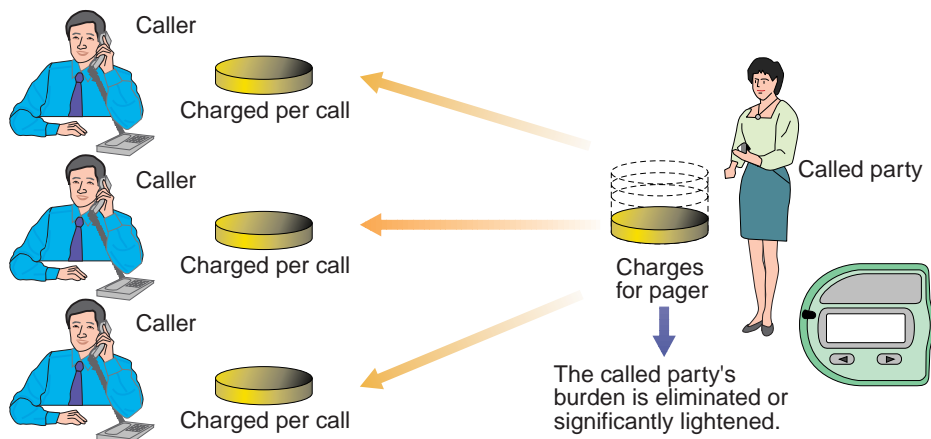 Caller
Charged per call
Caller
Called party
Charged per call
Charges
for pager
Caller
The called party's
burden is eliminated or
significantly lightened.
Charged per call